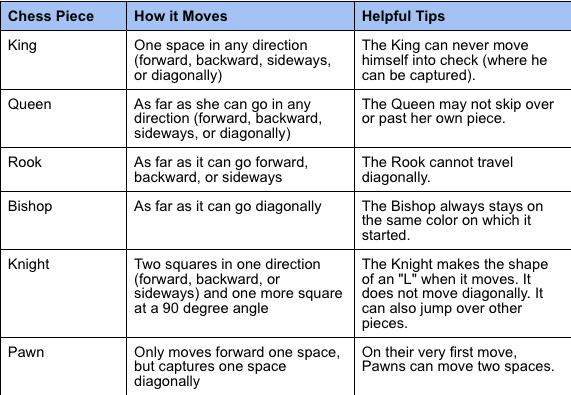 Chess Piece How it Moves Helpful Tips
King
One space in any direction
(forward, backward, sideways,
or diagonally)
The King can never move
himself into check (where he
can be captured).
Queen
As far as she can go in any
direction (forward, backward,
sideways, or diagonally)
The Queen may not skip over
or past her own piece.
Rook
As far as it can go forward,
backward, or sideways
The Rook cannot travel
diagonally.
Bishop
As far as it can go diagonally
The Bishop always stays on
the same color on which it
started.
Knight
Two squares in one direction
(forward, backward, or
sideways) and one more square
at a 90 degree angle
The Knight makes the shape
of an "L" when it moves. It
does not move diagonally. It
can also jump over other
pieces.
Pawn
Only moves forward one space,
but captures one space
diagonally
On their very first move,
Pawns can move two spaces.